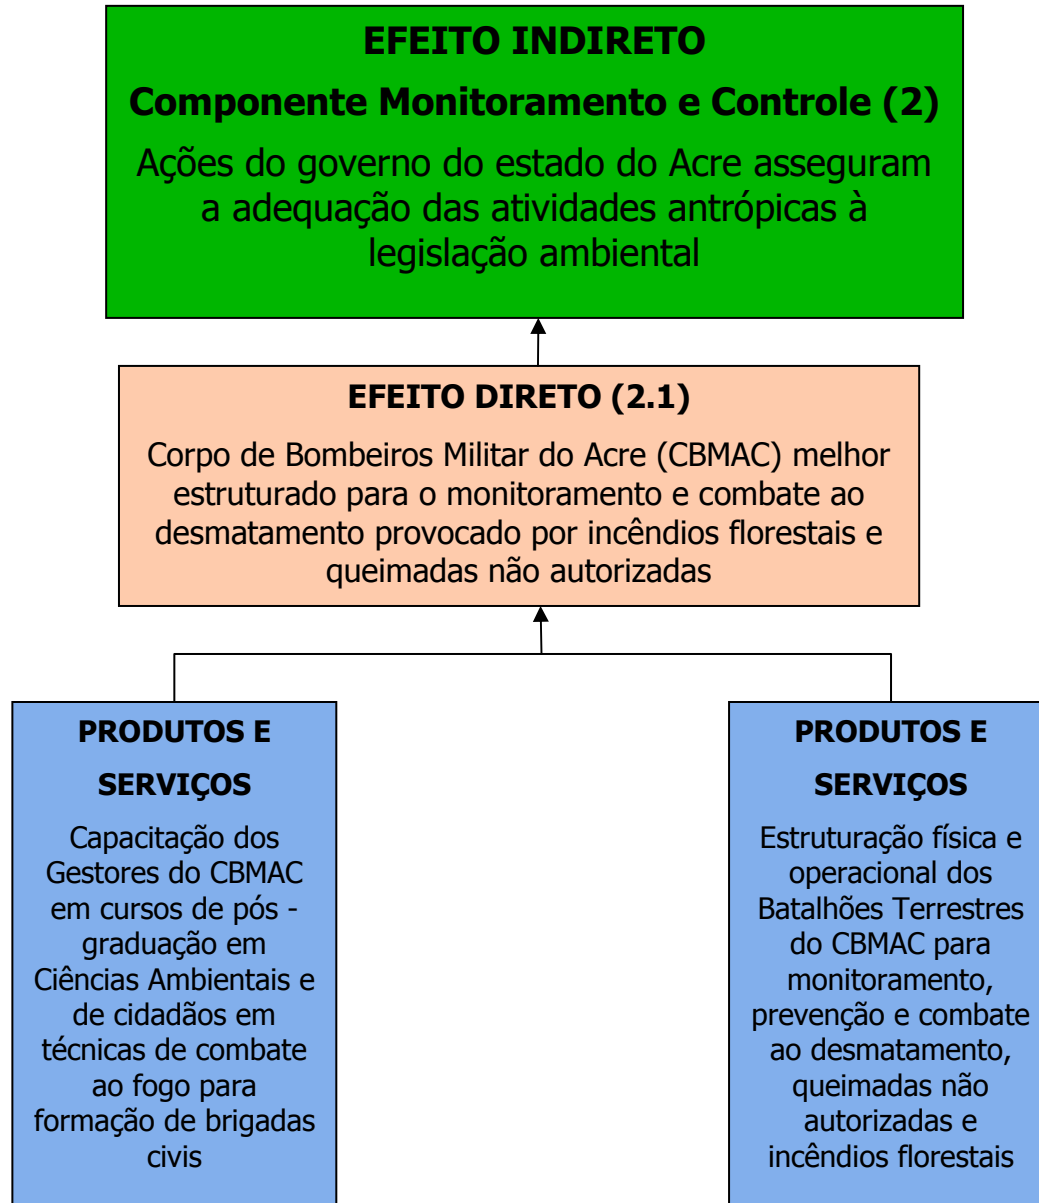 EFEITO INDIRETO
Componente Monitoramento e Controle (2)
Ações do governo do estado do Acre asseguram
a adequação das atividades antrópicas à
legislação ambiental
EFEITO DIRETO (2.1)
Corpo de Bombeiros Militar do Acre (CBMAC) melhor
estruturado para o monitoramento e combate ao
desmatamento provocado por incêndios florestais e
queimadas não autorizadas
PRODUTOS E
SERVIÇOS
Capacitação dos
Gestores do CBMAC
em cursos de pós -
graduação em
Ciências Ambientais e
de cidadãos em
técnicas de combate
ao fogo para
formação de brigadas
civis
PRODUTOS E
SERVIÇOS
Estruturação física e
operacional dos
Batalhões Terrestres
do CBMAC para
monitoramento,
prevenção e combate
ao desmatamento,
queimadas não
autorizadas e
incêndios florestais